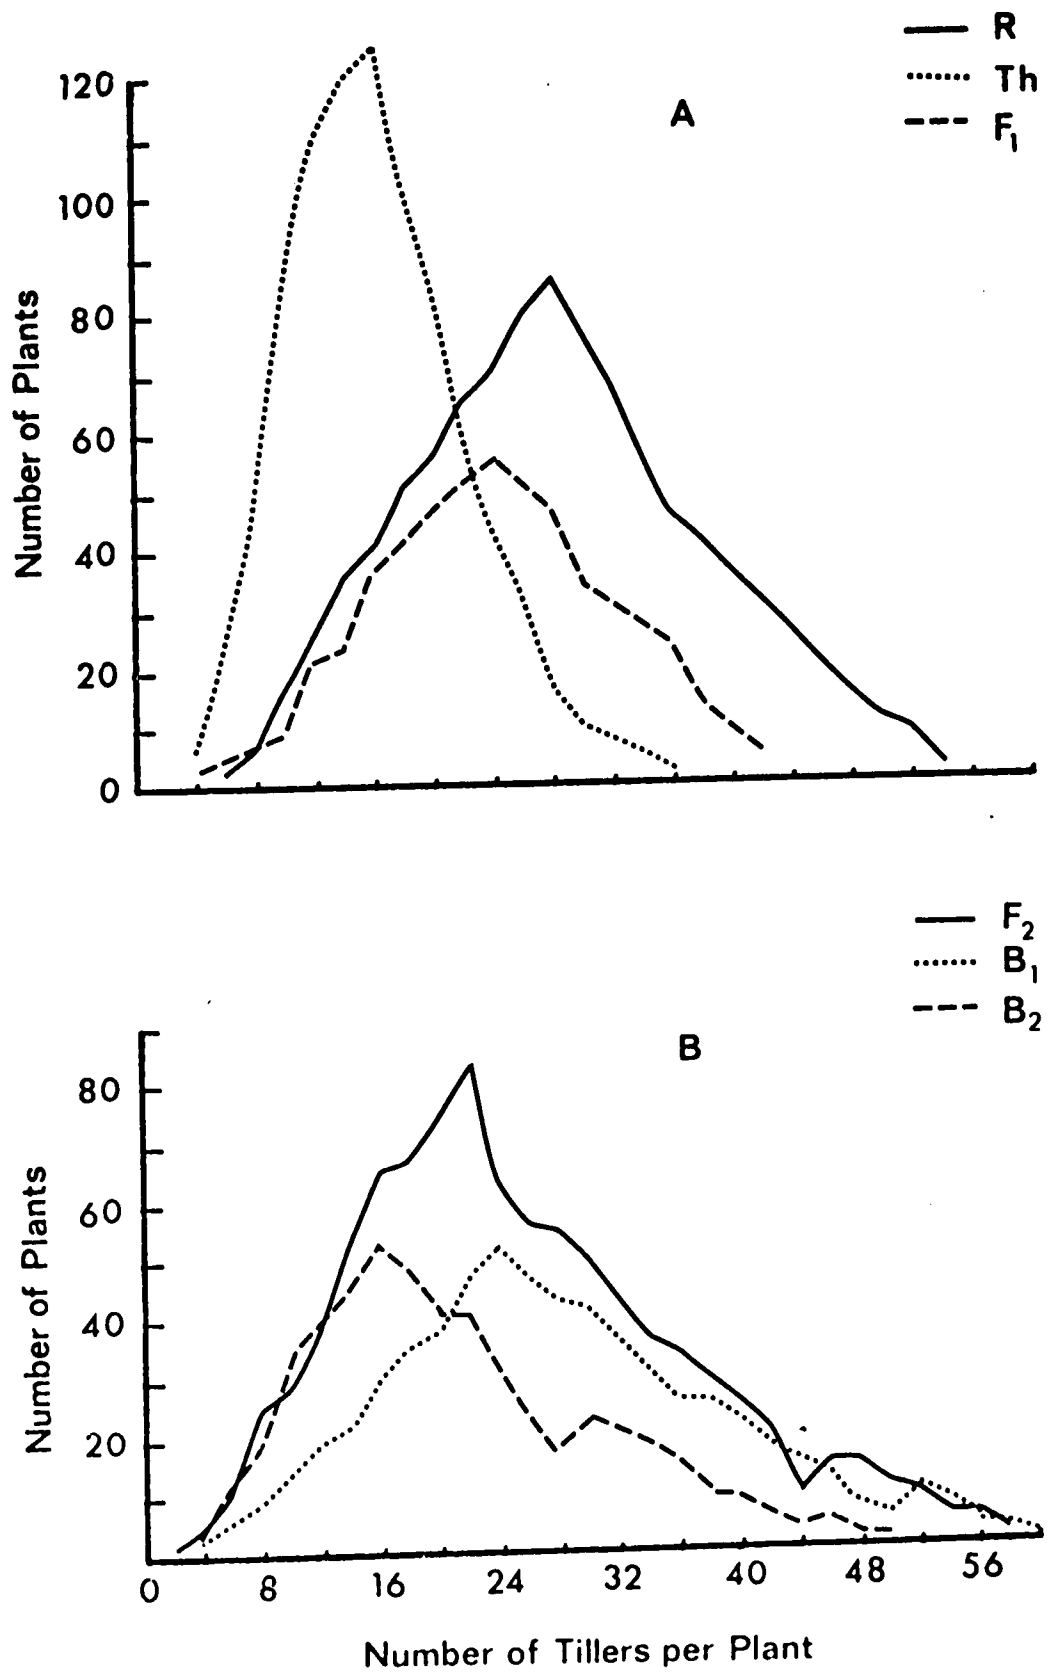 R
Th
F₁
A
120
100
80
60
40
20
0
Number of Plants
F₂
B₁
B₂
B
80
60
40
20
Number of Plants
0 8 16 24 32 40 48 56
Number of Tillers per Plant